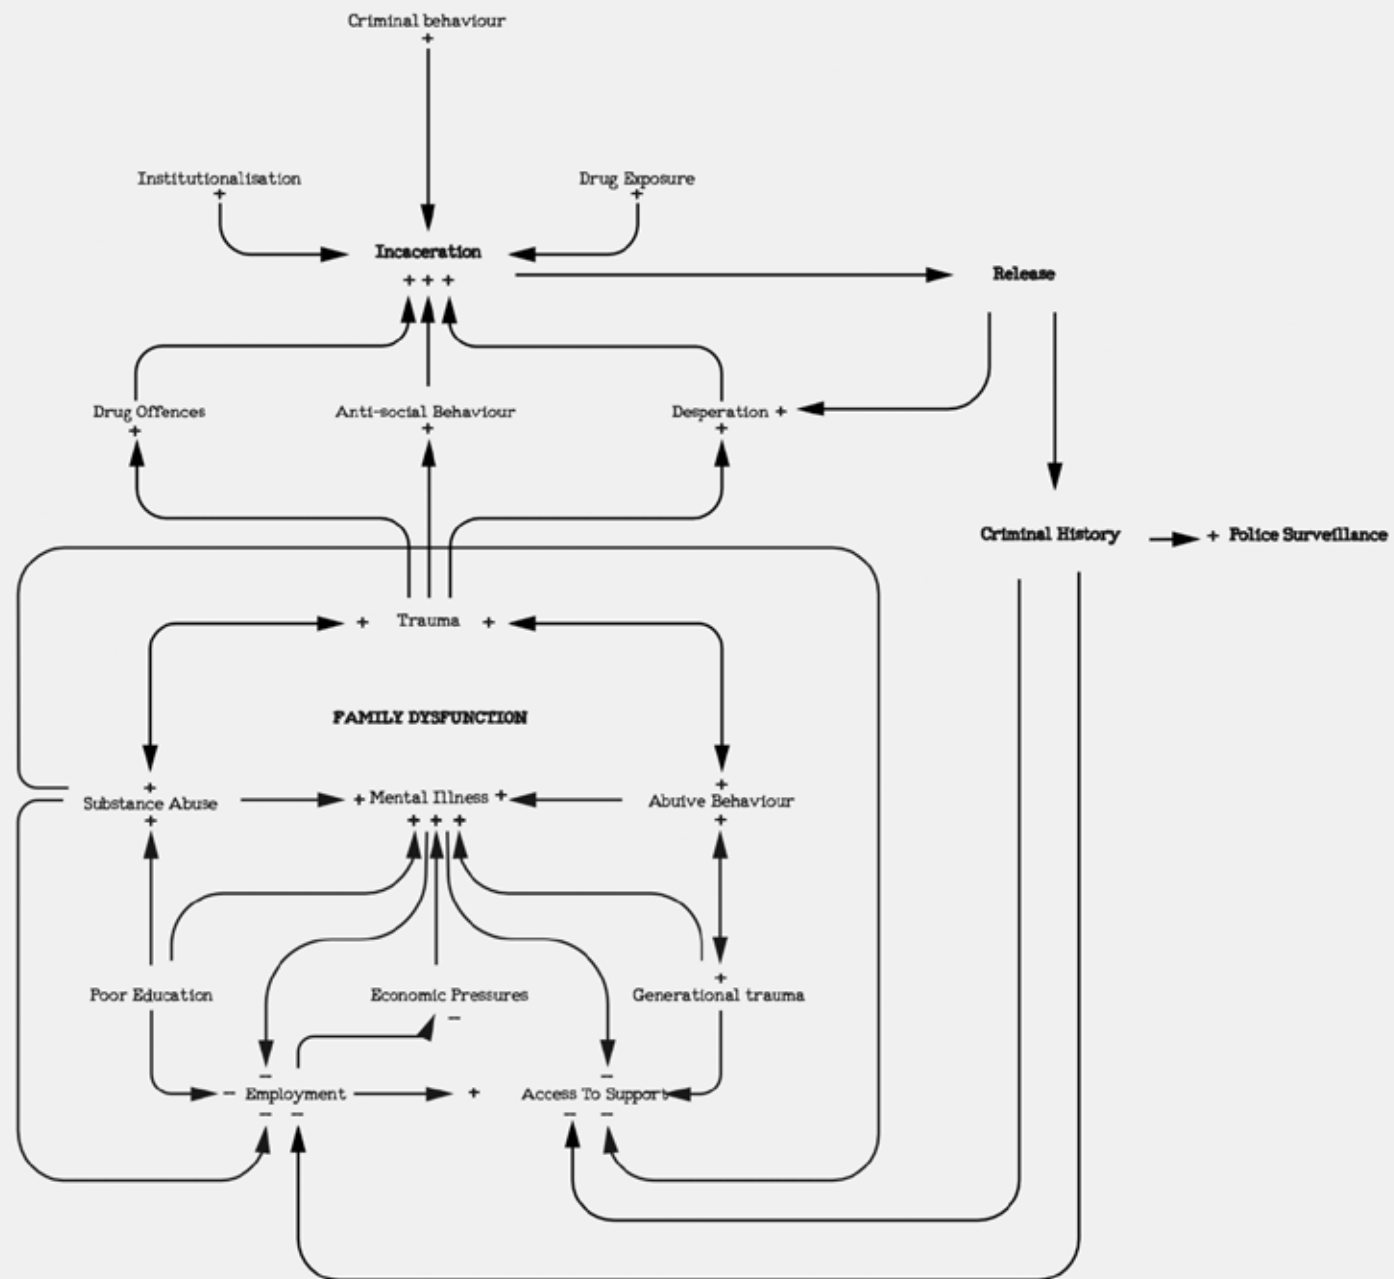 Criminal behaviour
+
Institutionalisation
+
Drug Exposure
+
Incaceration
+ + +
Release
Drug Offences
+
Anti-social Behaviour
+
Desperation +
+
Criminal History
+ Police Surveillance
+ Trauma +
FAMILY DYSFUNCTION
+
Substance Abuse
+
+ Mental Illness +
+ + +
+
Abuive Behaviour
+
Poor Education
Economic Pressures
−
+
Generational trauma
−
− Employment
− −
+
−
Access To Support
− −